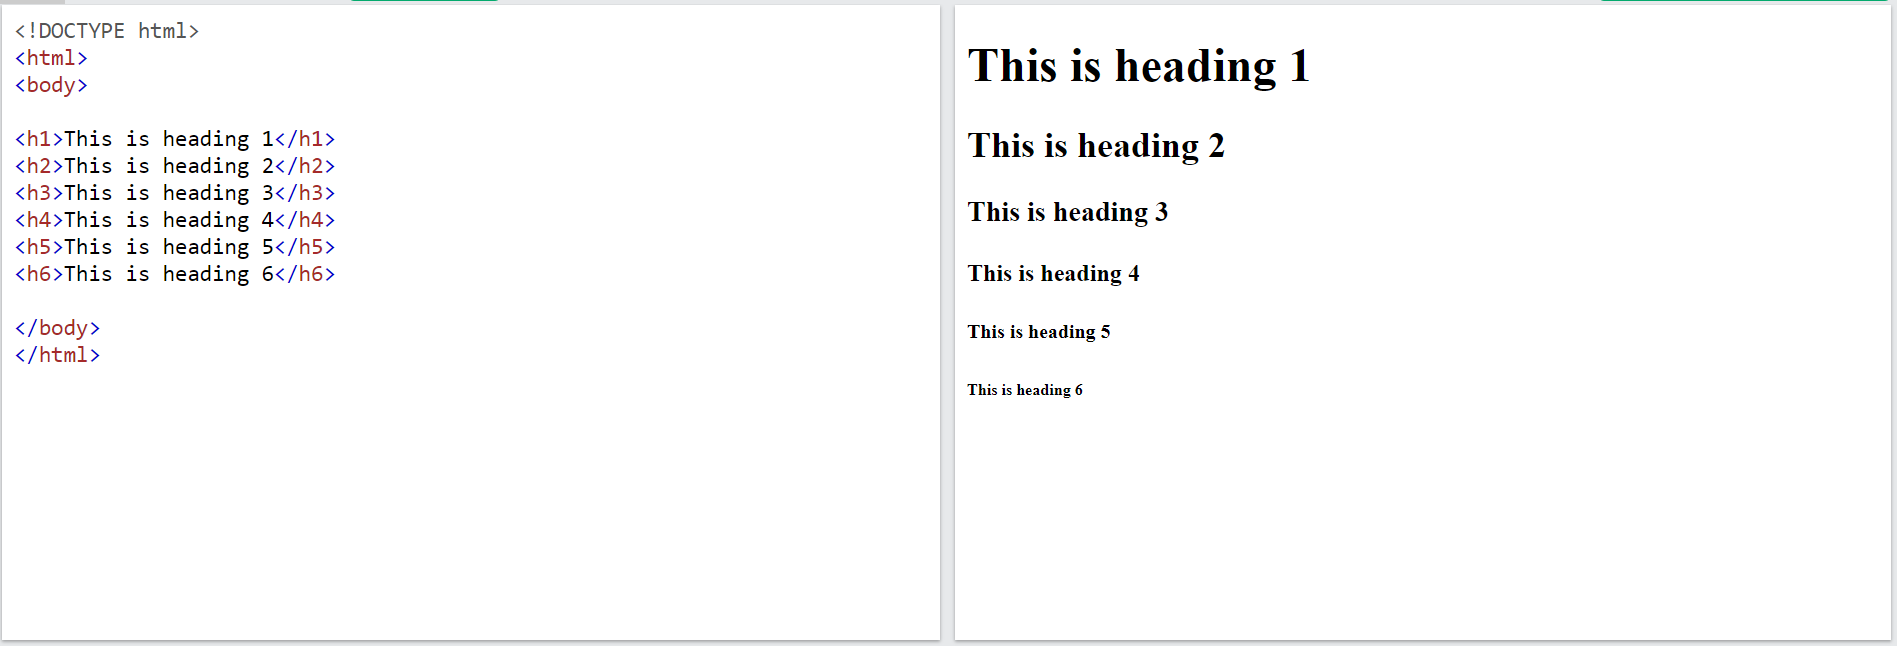 <!DOCTYPE html>
<html>
<body>
<h1>This is heading 1</h1>
<h2>This is heading 2</h2>
<h3>This is heading 3</h3>
<h4>This is heading 4</h4>
<h5>This is heading 5</h5>
<h6>This is heading 6</h6>
</body>
</html>
This is heading 1
This is heading 2
This is heading 3
This is heading 4
This is heading 5
This is heading 6